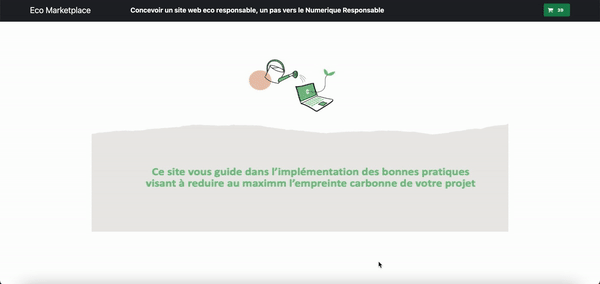 Eco Marketplace
Concevoir un site web eco responsable, un pas vers le Numerique Responsable
39
Ce site vous guide dans l'implémentation des bonnes pratiques
visant à reduire au maximm l'empreinte carbonne de votre projet